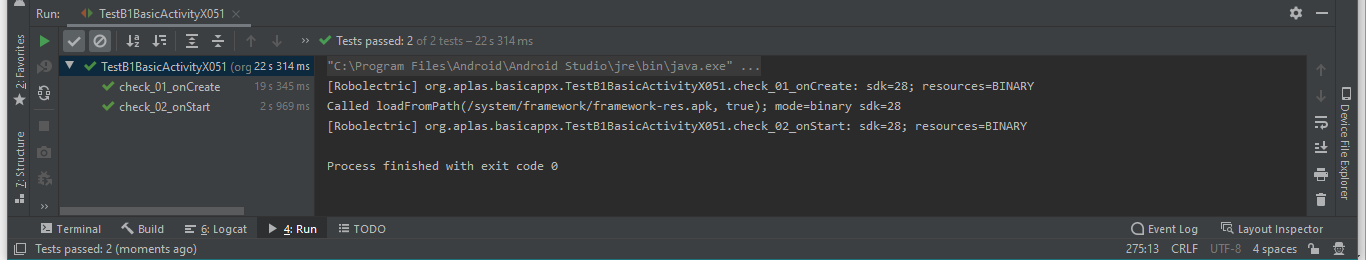 Run: TestB1BasicActivityX051 ×
>> Tests passed: 2 of 2 tests – 22 s 314 ms
TestB1BasicActivityX051 (org 22 s 314 ms
check_01_onCreate 19 s 345 ms
check_02_onStart 2 s 969 ms
"C:\Program Files\Android\Android Studio\jre\bin\java.exe" ...
[Robolectric] org.aplas.basicappx.TestB1BasicActivityX051.check_01_onCreate: sdk=28; resources=BINARY
Called loadFromPath(/system/framework/framework-res.apk, true); mode=binary sdk=28
[Robolectric] org.aplas.basicappx.TestB1BasicActivityX051.check_02_onStart: sdk=28; resources=BINARY
Process finished with exit code 0
2: Favorites
7: Structure
>>
Device File Explorer
Terminal Build 6: Logcat 4: Run TODO Event Log Layout Inspector
Tests passed: 2 (moments ago) 275:13 CRLF UTF-8 4 spaces